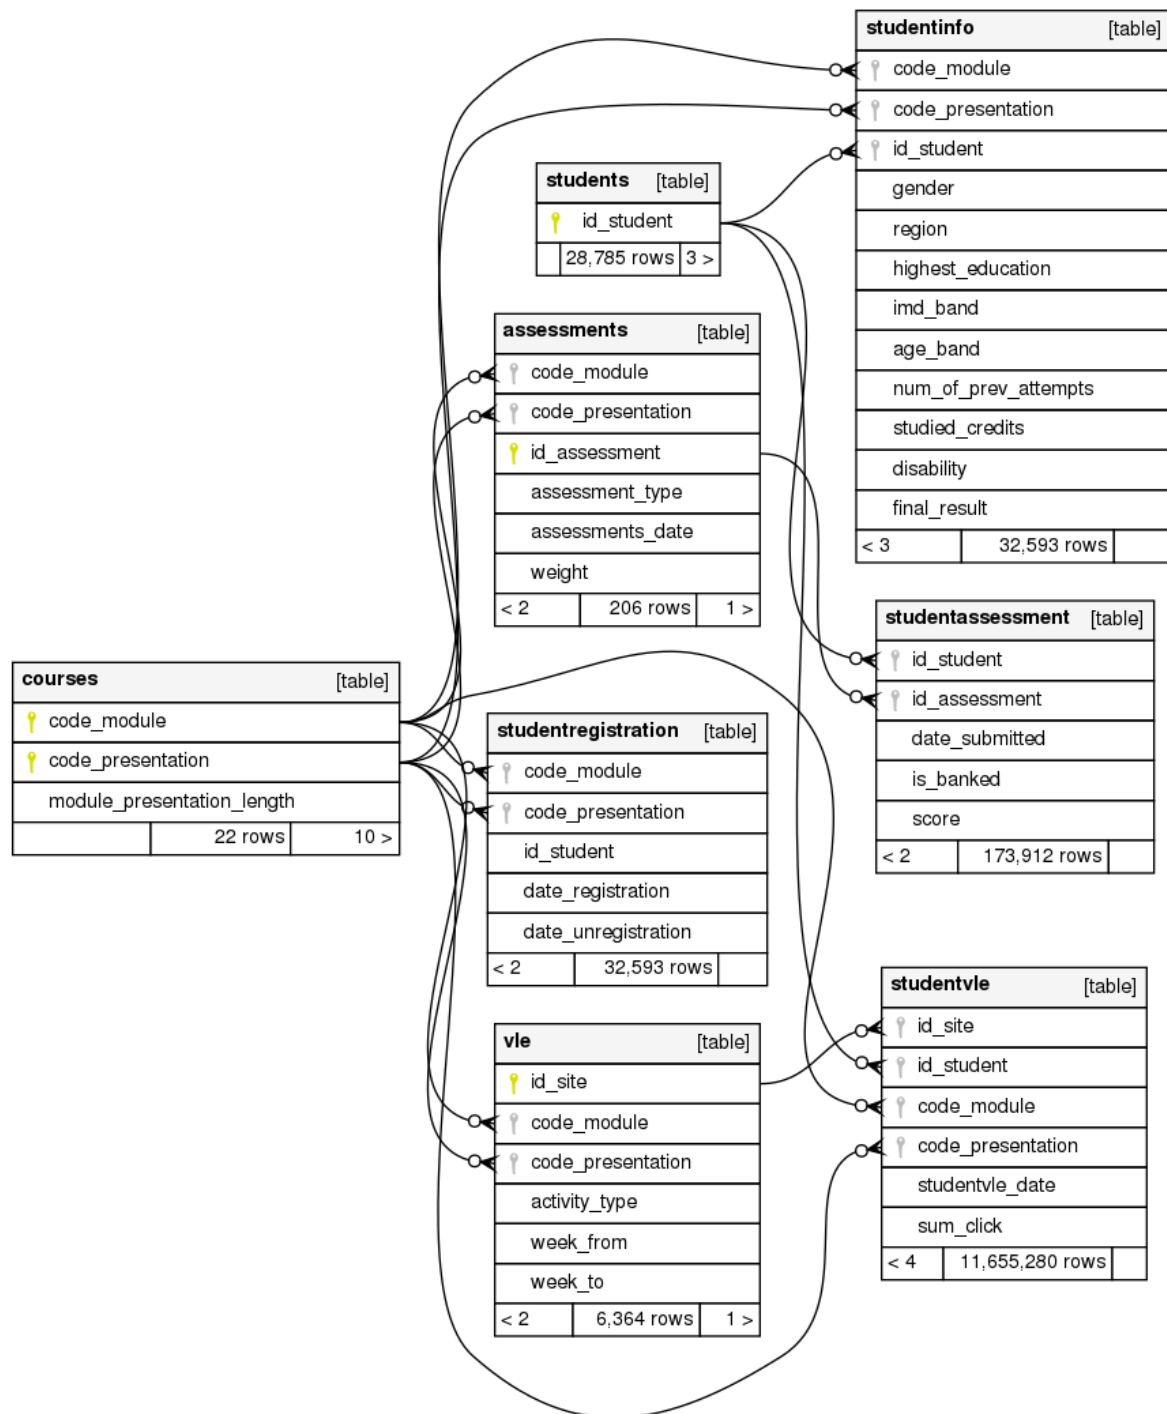 studentinfo [table]
code_module
code_presentation
id_student
gender
region
highest_education
imd_band
age_band
num_of_prev_attempts
studied_credits
disability
final_result
< 3 32,593 rows
students [table]
id_student
28,785 rows 3 >
assessments [table]
code_module
code_presentation
id_assessment
assessment_type
assessments_date
weight
< 2 206 rows 1 >
studentassessment [table]
id_student
id_assessment
date_submitted
is_banked
score
< 2 173,912 rows
courses [table]
code_module
code_presentation
module_presentation_length
22 rows 10 >
studentregistration [table]
code_module
code_presentation
id_student
date_registration
date_unregistration
< 2 32,593 rows
studentvle [table]
id_site
id_student
code_module
code_presentation
studentvle_date
sum_click
< 4 11,655,280 rows
vle [table]
id_site
code_module
code_presentation
activity_type
week_from
week_to
< 2 6,364 rows 1 >